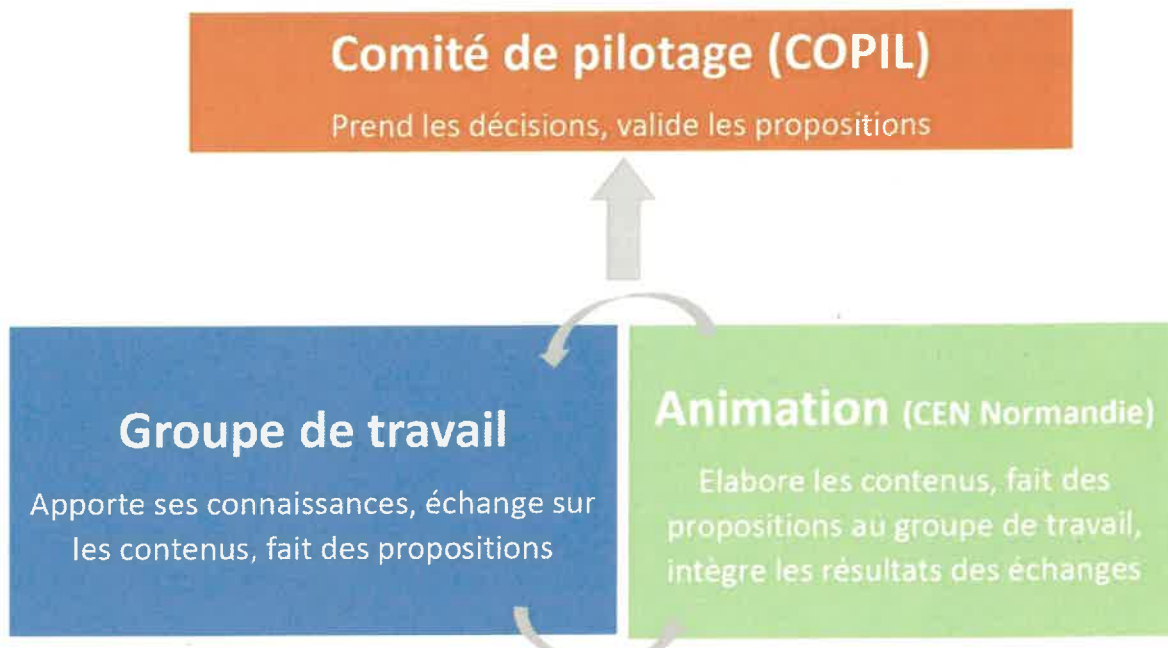 Comité de pilotage (COPIL)
Prend les décisions, valide les propositions
Groupe de travail
Apporte ses connaissances, échange sur
les contenus, fait des propositions
Animation (CEN Normandie)
Elabore les contenus, fait des
propositions au groupe de travail,
intègre les résultats des échanges